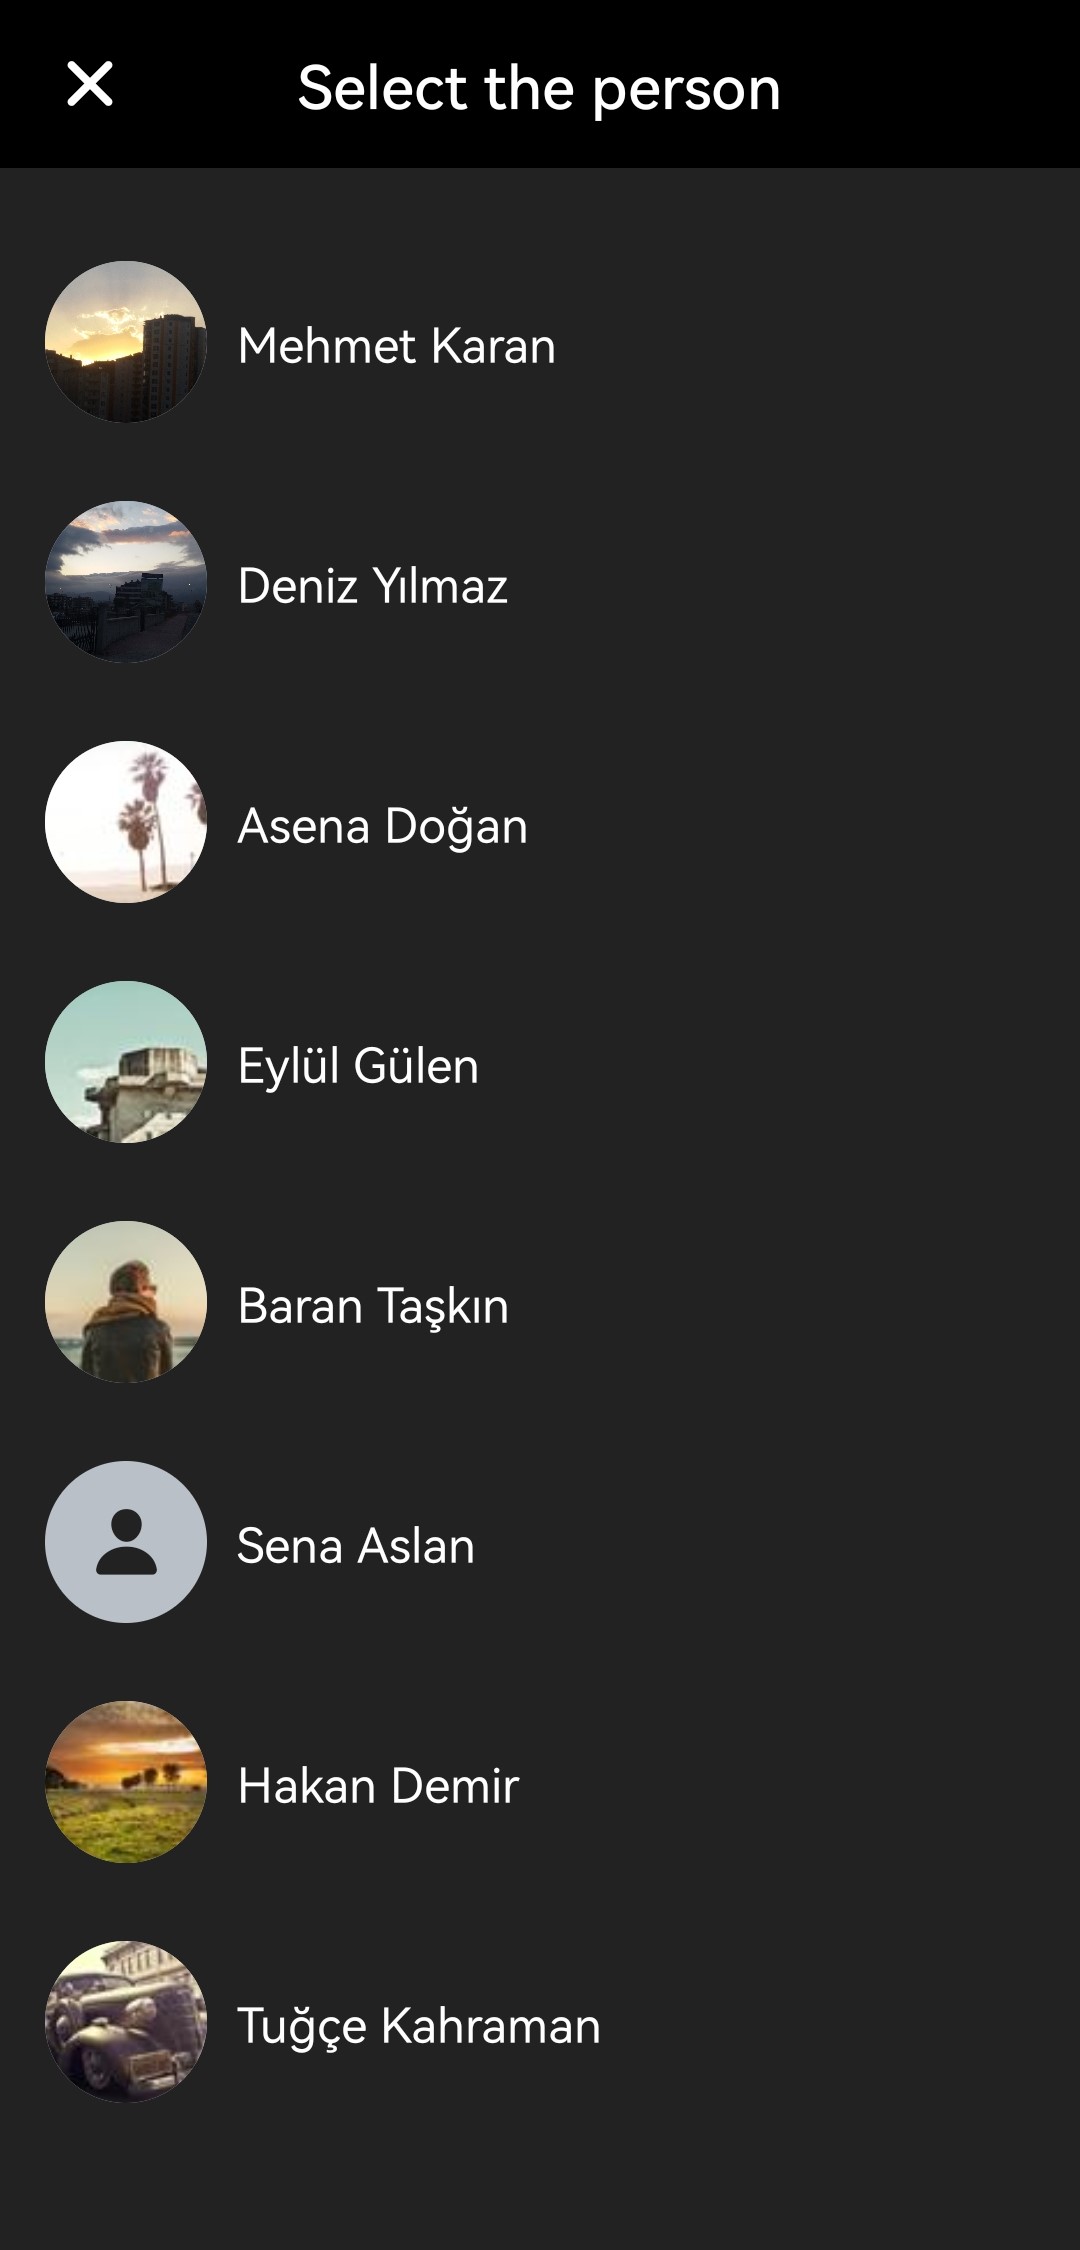 Select the person
Mehmet Karan
Deniz Yılmaz
Asena Doğan
Eylül Gülen
Baran Taşkın
Sena Aslan
Hakan Demir
Tuğçe Kahraman